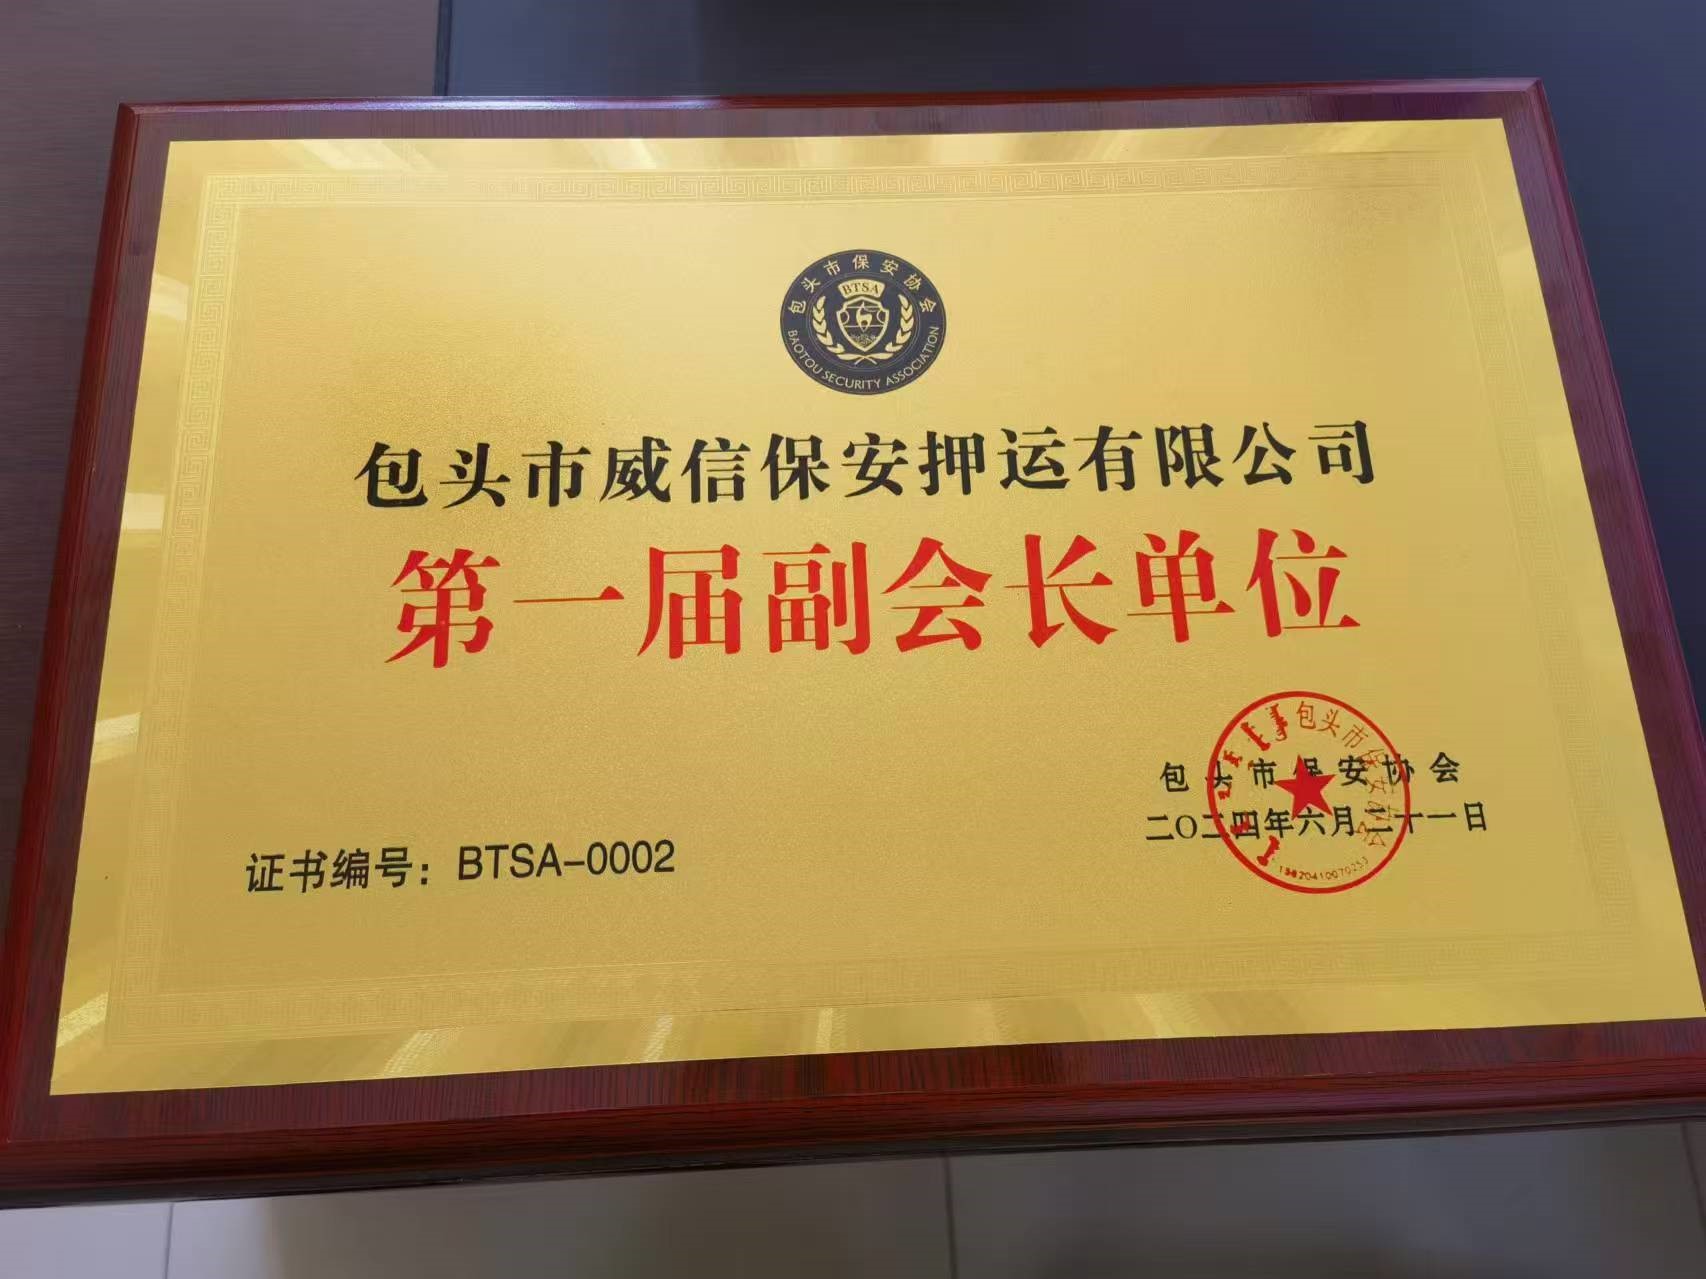 包头市保安协会
BTSA
BAOTOU SECURITY ASSOCIATION
包头市威信保安押运有限公司
第一届副会长单位
包头市保安协会
包头市保安协会
二〇二四年六月二十一日
证书编号：BTSA-0002